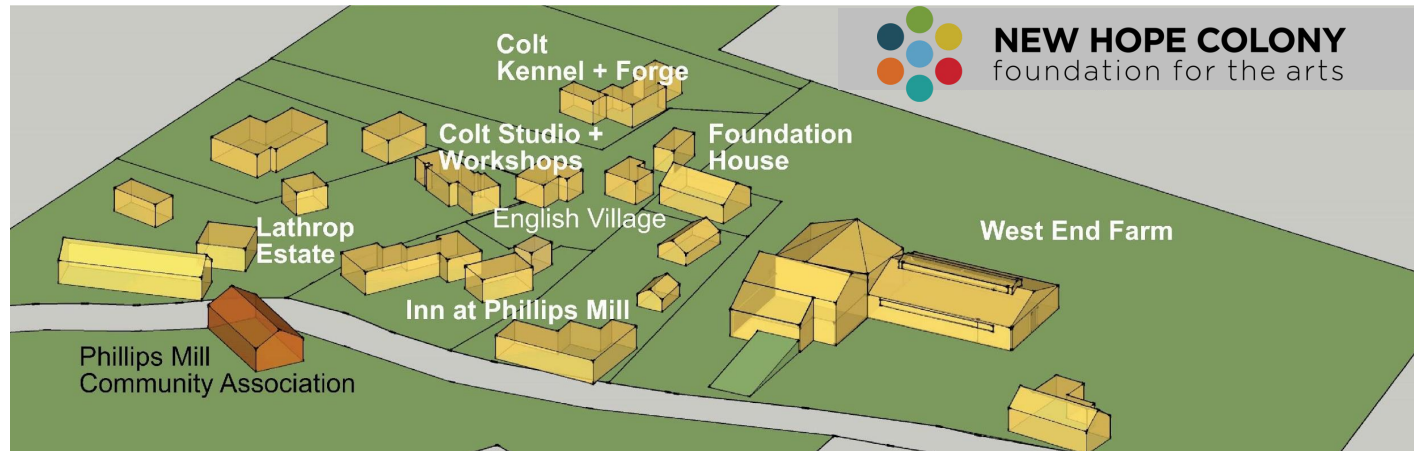 NEW HOPE COLONY
foundation for the arts
Colt
Kennel + Forge
Colt Studio +
Workshops
Foundation
House
English Village
Lathrop
Estate
West End Farm
Inn at Phillips Mill
Phillips Mill
Community Association